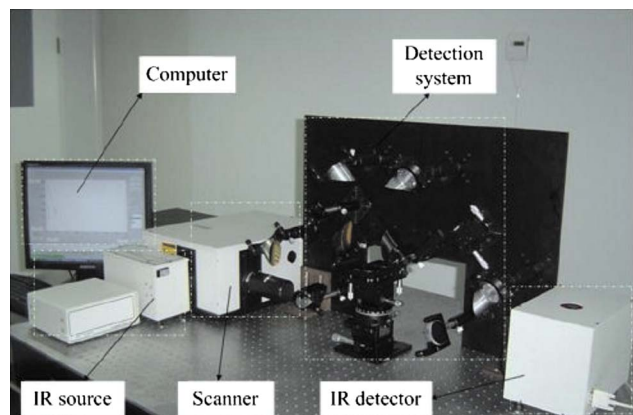 Computer
Detection
system
IR source
Scanner
IR detector